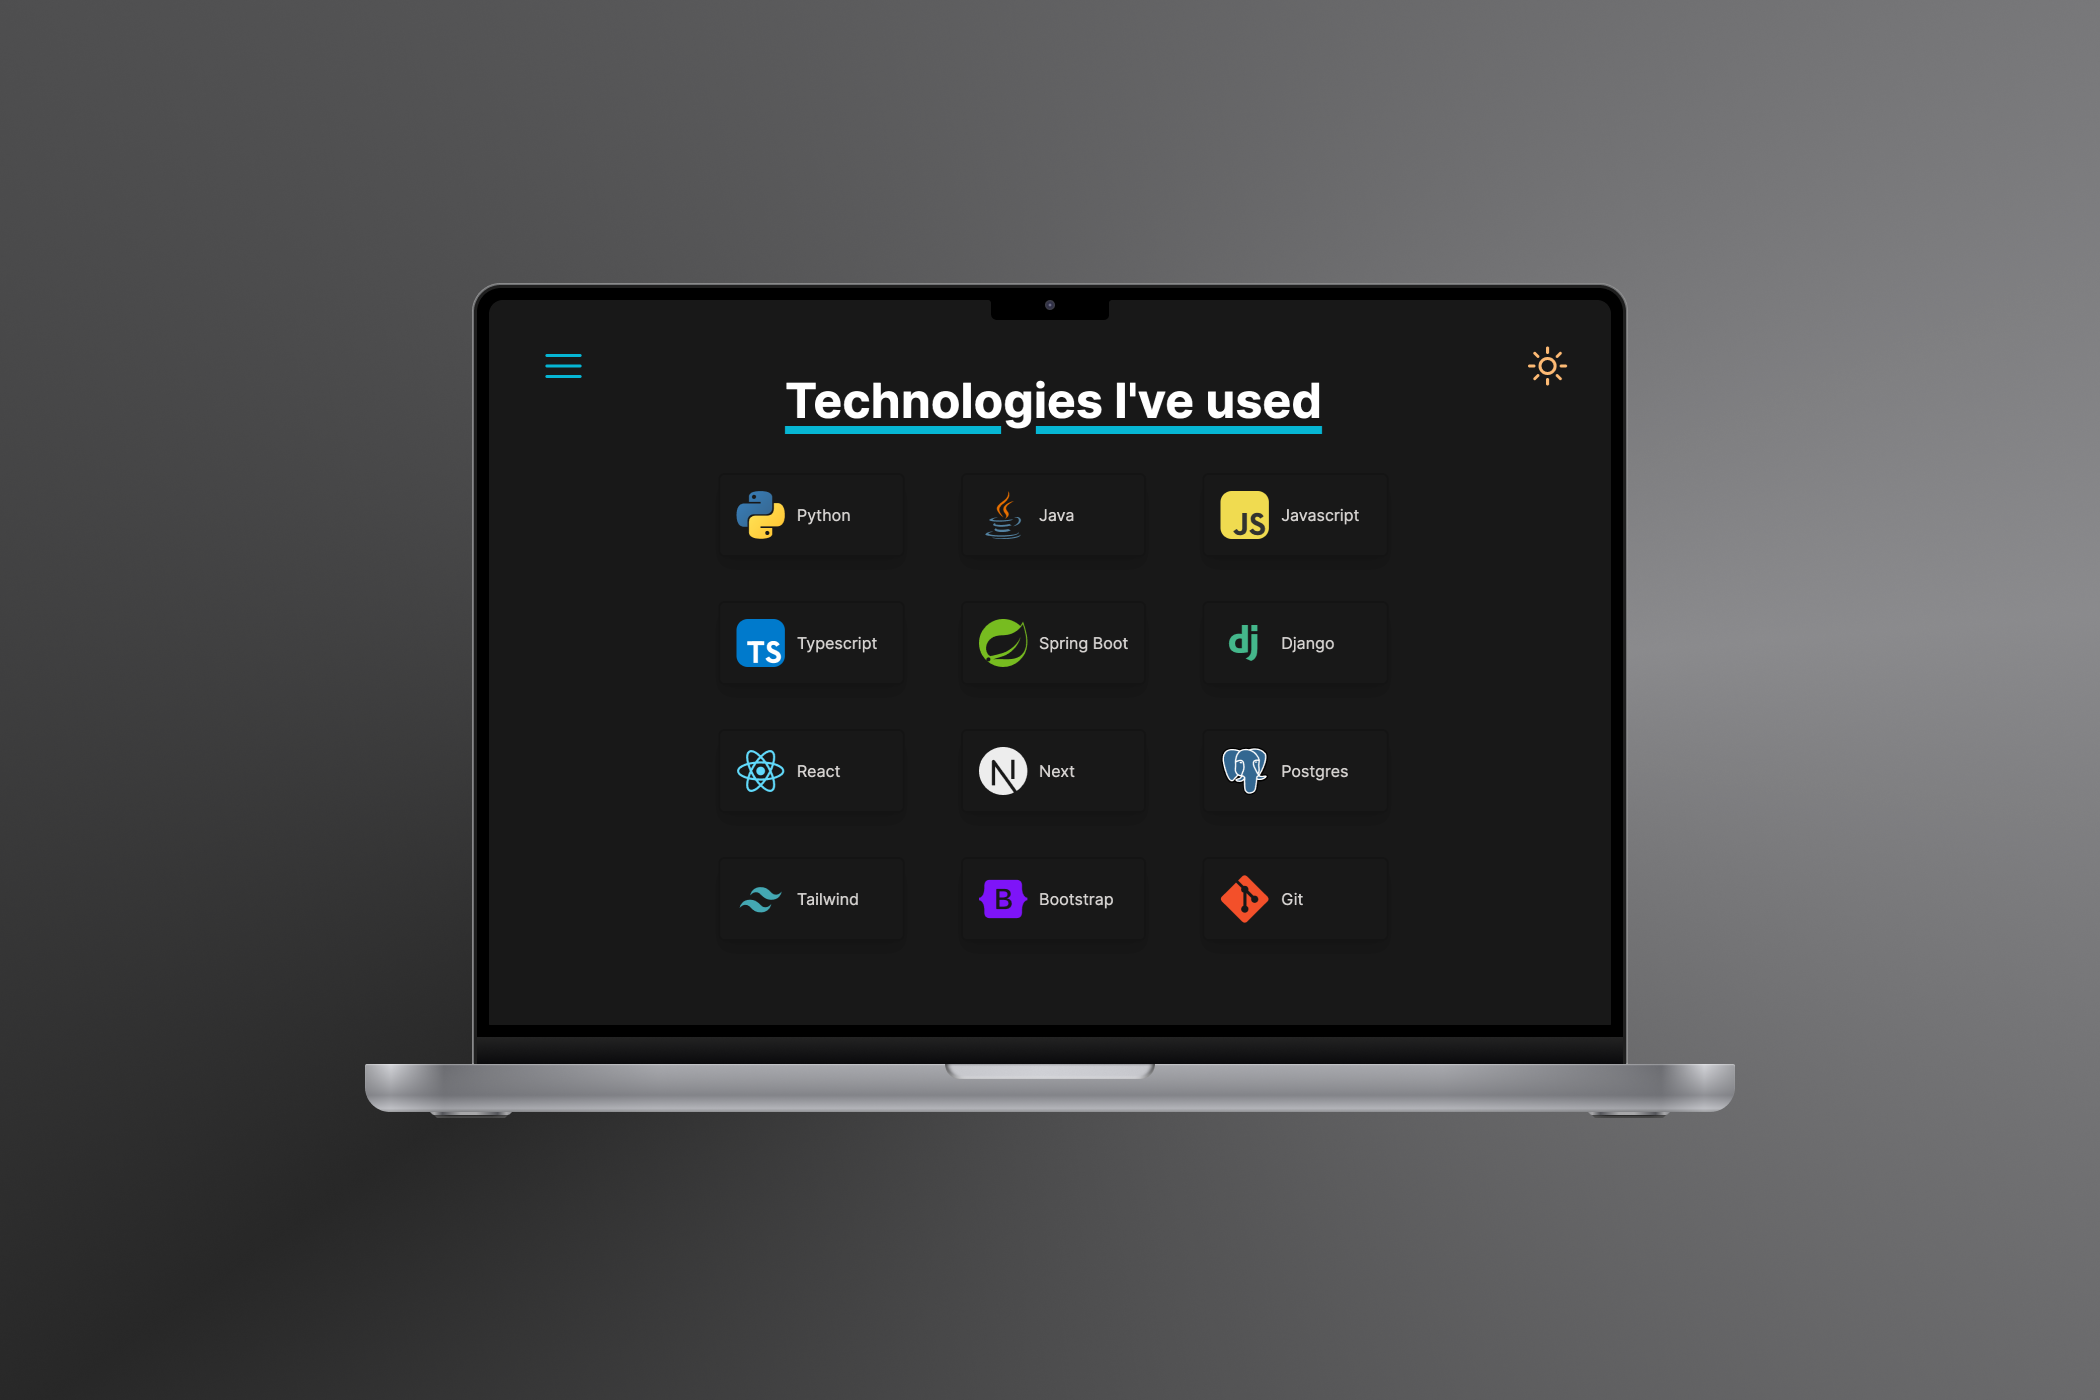 Technologies I've used
Python
Java
JS
Javascript
TS
Typescript
Spring Boot
dj
Django
React
N
Next
Postgres
Tailwind
B
Bootstrap
Git